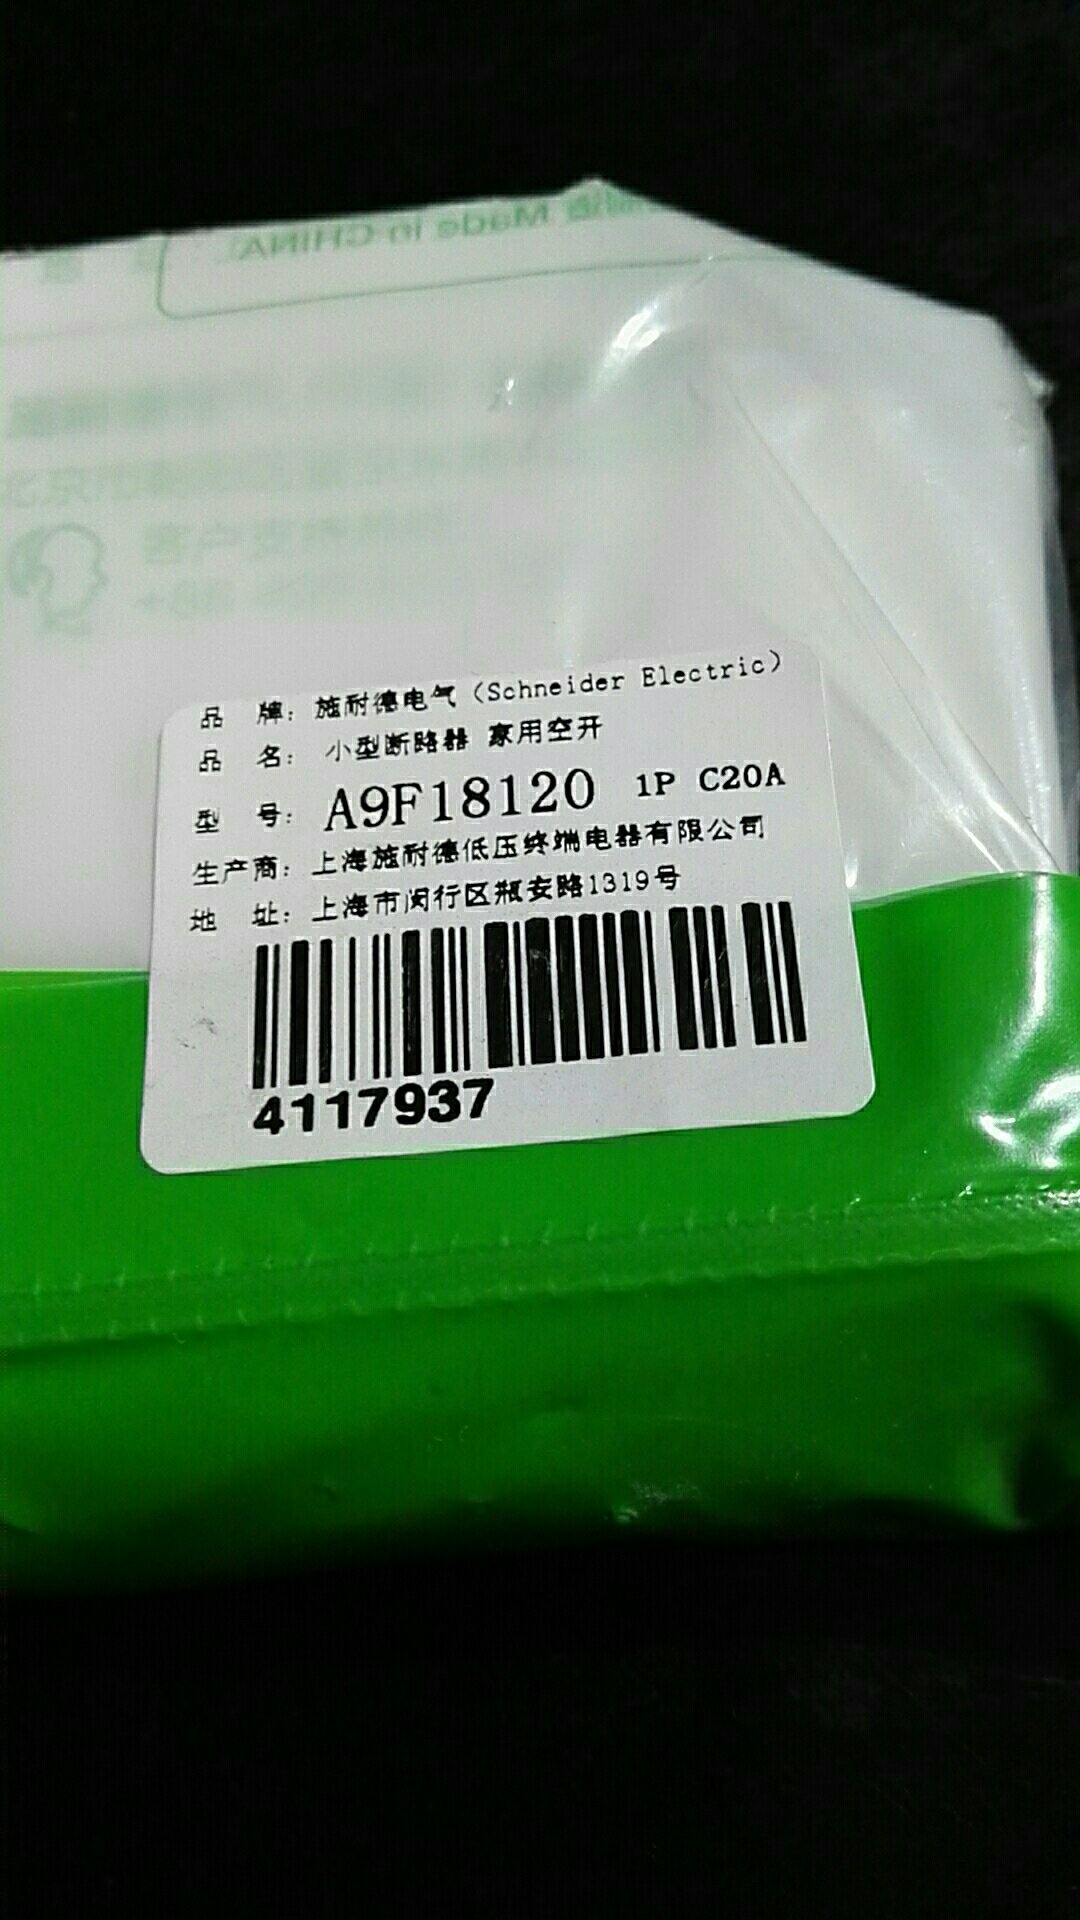 制造 Made in CHINA
品 牌：施耐德电气（Schneider Electric）
品 名：小型断路器 家用空开
型 号：A9F18120 1P C20A
生产商：上海施耐德低压终端电器有限公司
地 址：上海市闵行区瓶安路1319号
4117937